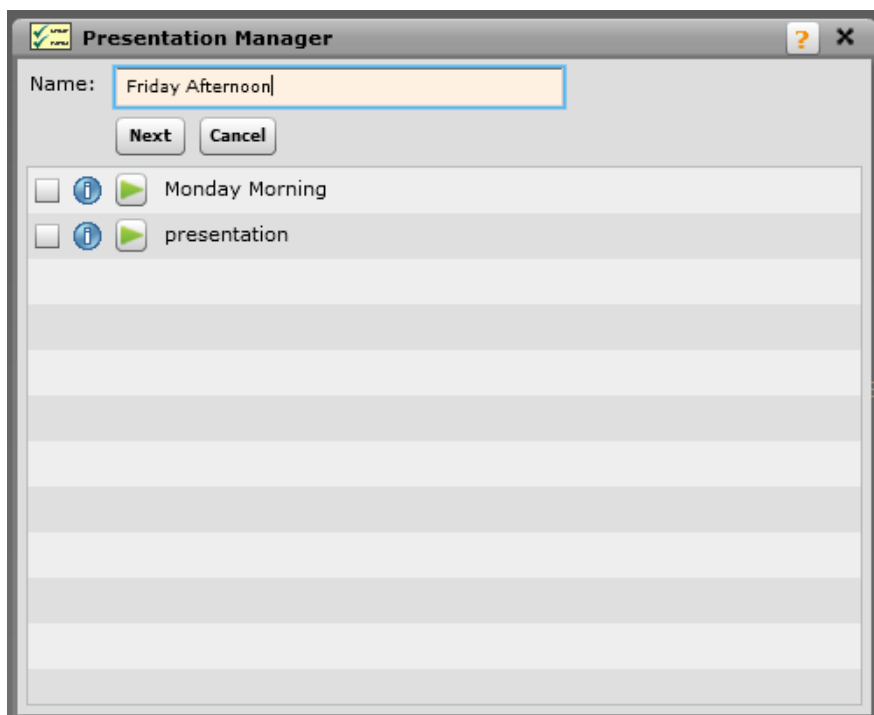 Presentation Manager ?
Name: Friday Afternoon
Next Cancel
Monday Morning
presentation